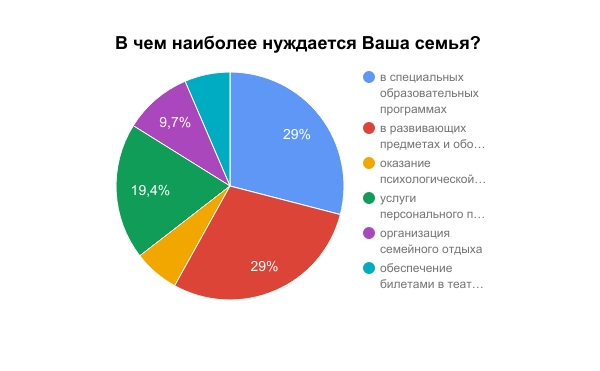 В чем наиболее нуждается Ваша семья?
29%
29%
19,4%
9,7%
в специальных
образовательных
программах
в развивающих
предметах и обо…
оказание
психологической…
услуги
персонального п…
организация
семейного отдыха
обеспечение
билетами в теат…